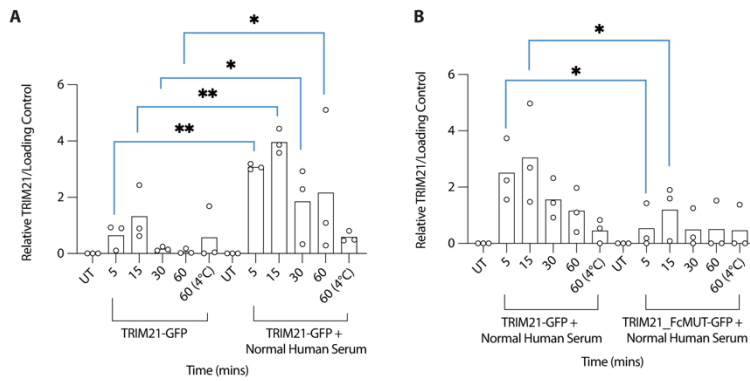 A
B
*
*
**
**
*
*
Relative TRIM21/Loading Control
6
4
2
0
UT
5
15
30
60
60 (4°C)
UT
5
15
30
60
60 (4°C)
TRIM21-GFP
TRIM21-GFP +
Normal Human Serum
Time (mins)
Relative TRIM21/Loading Control
6
4
2
0
UT
5
15
30
60
60 (4°C)
UT
5
15
30
60
60 (4°C)
TRIM21-GFP +
Normal Human Serum
TRIM21_FcMUT-GFP +
Normal Human Serum
Time (mins)